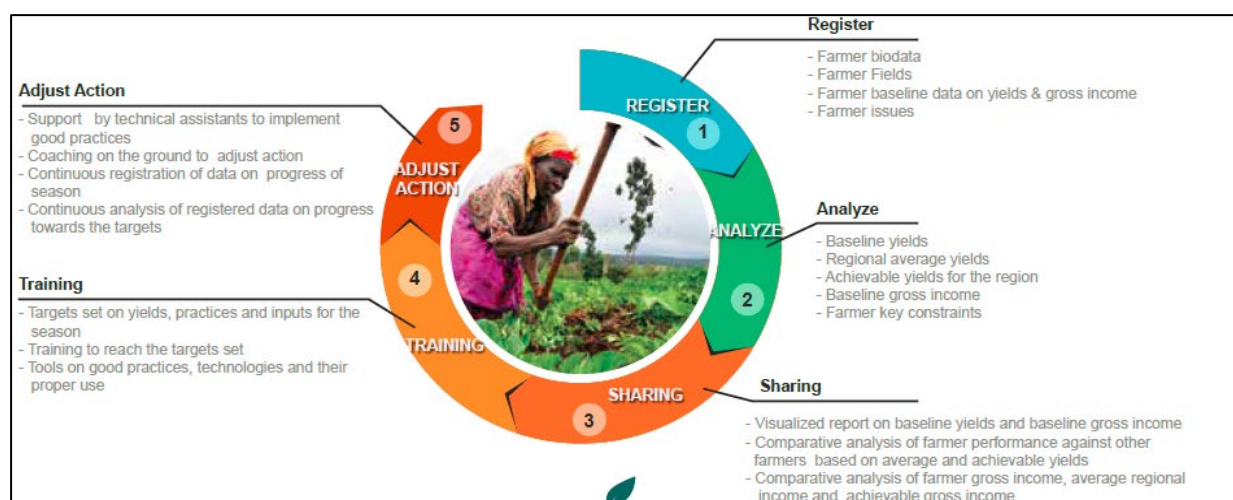 Register
- Farmer biodata
- Farmer Fields
- Farmer baseline data on yields & gross income
- Farmer issues
REGISTER
1
Analyze
- Baseline yields
- Regional average yields
- Achievable yields for the region
- Baseline gross income
- Farmer key constraints
ANALYZE
2
Sharing
- Visualized report on baseline yields and baseline gross income
- Comparative analysis of farmer performance against other
farmers based on average and achievable yields
- Comparative analysis of farmer gross income, average regional
income and achievable gross income
SHARING
3
Training
- Targets set on yields, practices and inputs for the
season
- Training to reach the targets set
- Tools on good practices, technologies and their
proper use
4
TRAINING
Adjust Action
- Support by technical assistants to implement
good practices
- Coaching on the ground to adjust action
- Continuous registration of data on progress of
season
- Continuous analysis of registered data on progress
towards the targets
5
ADJUST
ACTION